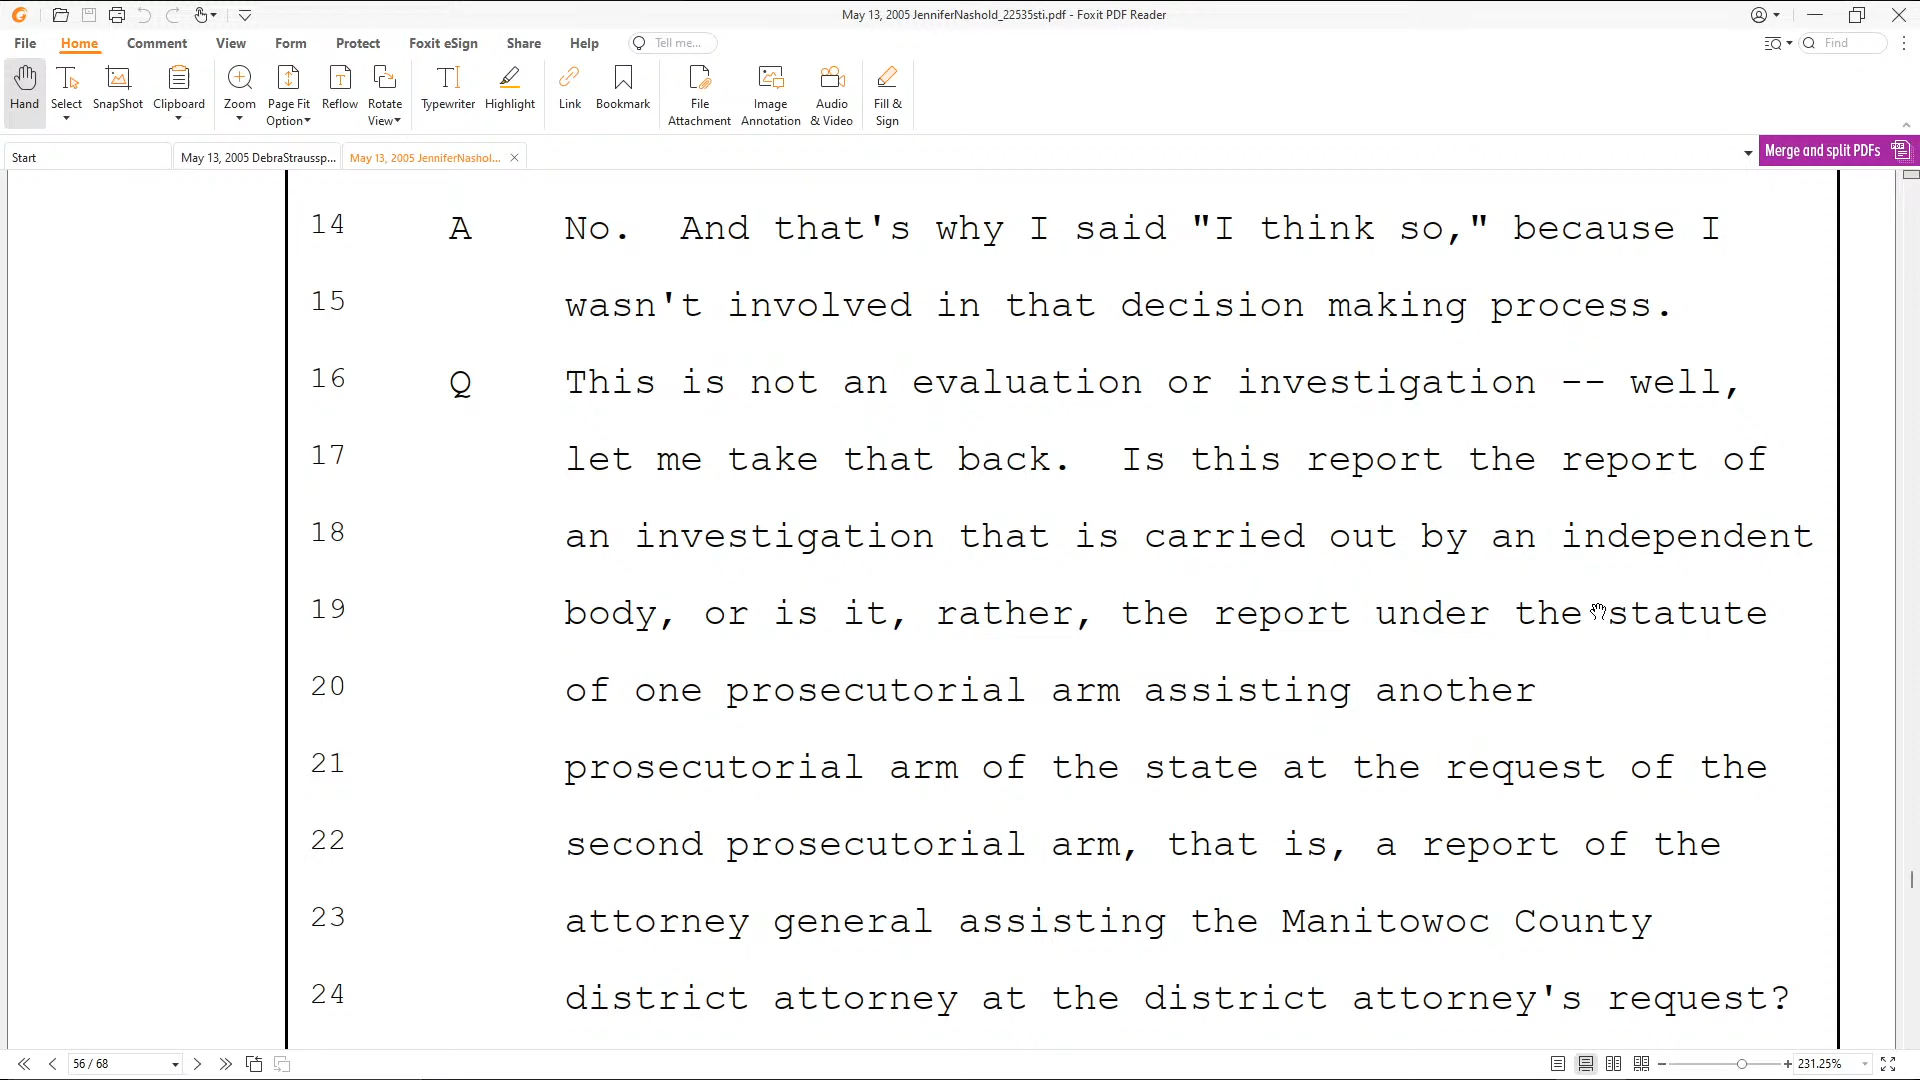 May 13, 2005 JenniferNashold_22535sti.pdf - Foxit PDF Reader
File Home Comment View Form Protect Foxit eSign Share Help Tell me... Find
Hand Select SnapShot Clipboard Zoom Page Fit Option Reflow Rotate View Typewriter Highlight Link Bookmark File Attachment Image Annotation Audio & Video Fill & Sign
Start May 13, 2005 DebraStraussp... May 13, 2005 JenniferNashol... Merge and split PDFs
14 A No. And that's why I said "I think so," because I
15 wasn't involved in that decision making process.
16 Q This is not an evaluation or investigation -- well,
17 let me take that back. Is this report the report of
18 an investigation that is carried out by an independent
19 body, or is it, rather, the report under the statute
20 of one prosecutorial arm assisting another
21 prosecutorial arm of the state at the request of the
22 second prosecutorial arm, that is, a report of the
23 attorney general assisting the Manitowoc County
24 district attorney at the district attorney's request?
56 / 68 231.25%